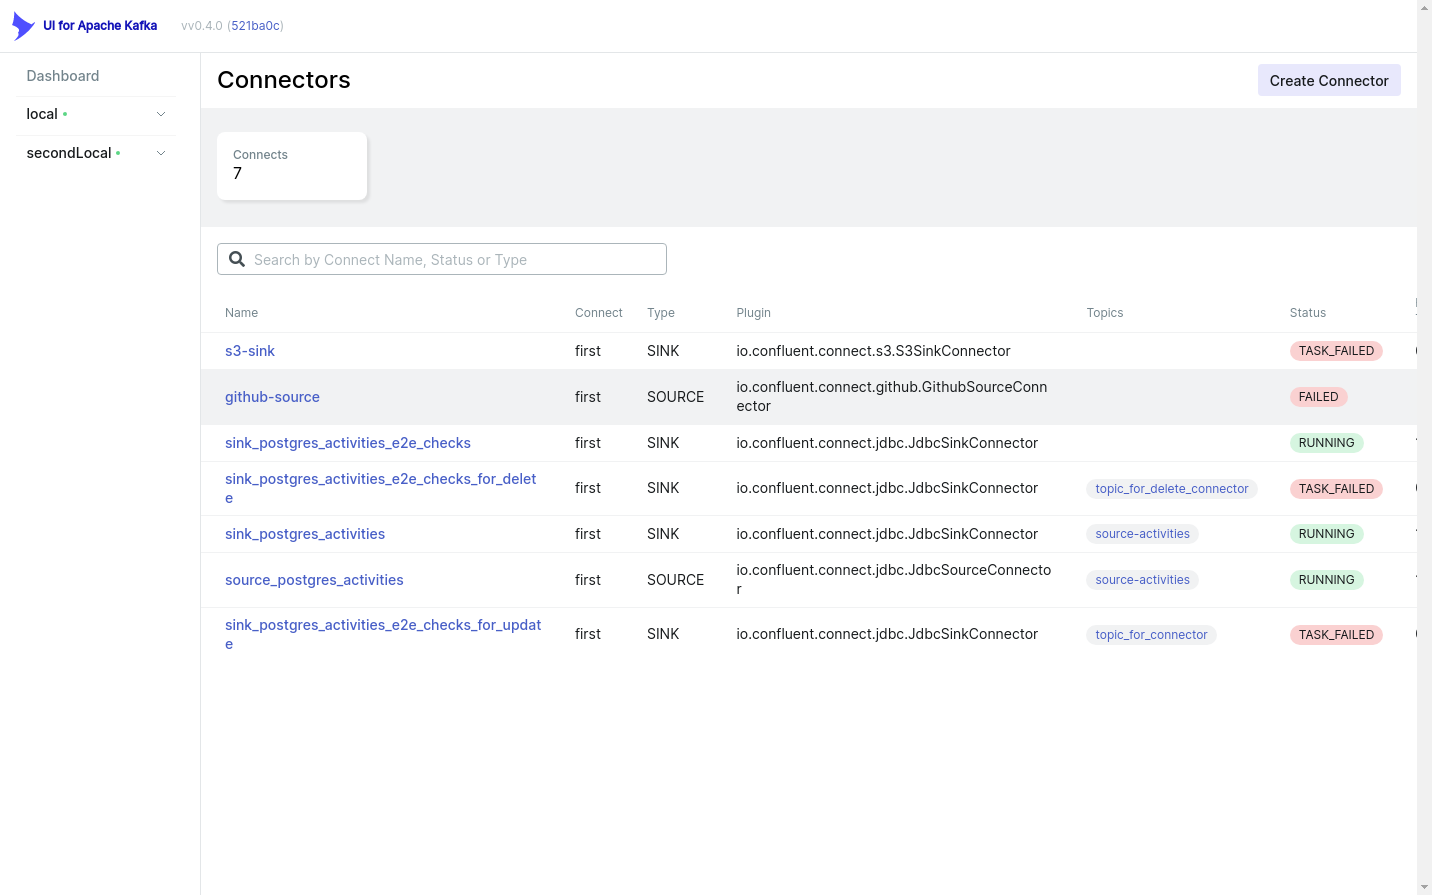 UI for Apache Kafka vv0.4.0 (521ba0c)
Dashboard
local
secondLocal
Connectors
Create Connector
Connects
7
Search by Connect Name, Status or Type
Name Connect Type Plugin Topics Status
s3-sink first SINK io.confluent.connect.s3.S3SinkConnector TASK_FAILED
github-source first SOURCE io.confluent.connect.github.GithubSourceConn
ector FAILED
sink_postgres_activities_e2e_checks first SINK io.confluent.connect.jdbc.JdbcSinkConnector RUNNING
sink_postgres_activities_e2e_checks_for_delet
e first SINK io.confluent.connect.jdbc.JdbcSinkConnector topic_for_delete_connector TASK_FAILED
sink_postgres_activities first SINK io.confluent.connect.jdbc.JdbcSinkConnector source-activities RUNNING
source_postgres_activities first SOURCE io.confluent.connect.jdbc.JdbcSourceConnecto
r source-activities RUNNING
sink_postgres_activities_e2e_checks_for_updat
e first SINK io.confluent.connect.jdbc.JdbcSinkConnector topic_for_connector TASK_FAILED